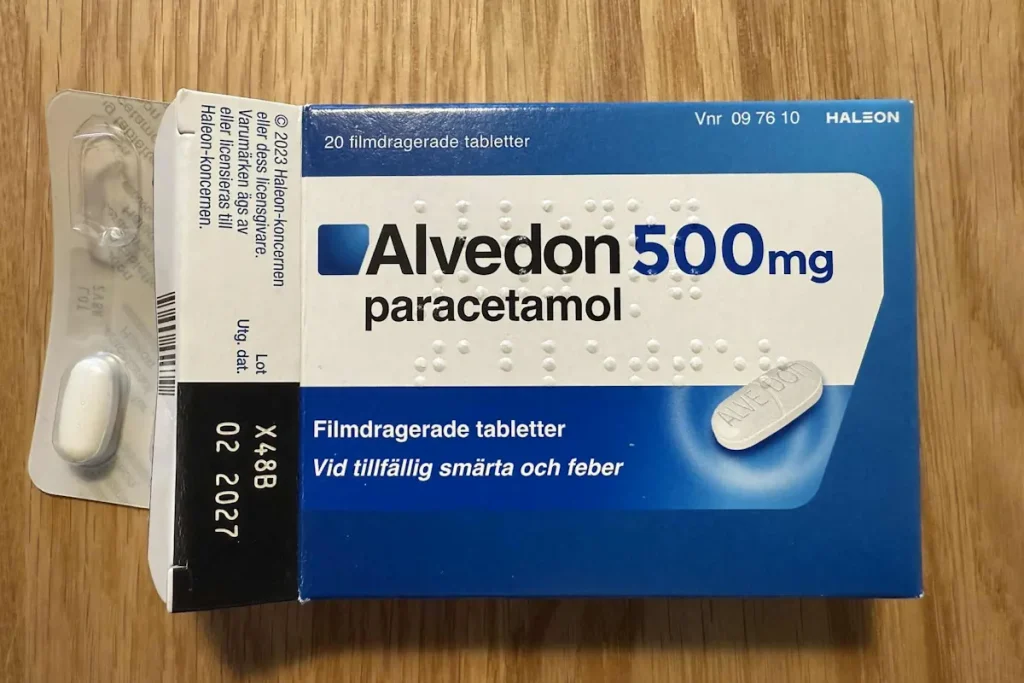 20 filmdragerade tabletter
Vnr 09 76 10
HALEON
Alvedon 500mg
paracetamol
Filmdragerade tabletter
Vid tillfällig smärta och feber
ALVEDON
© 2023 Haleon-koncernen
eller dess licensgivare.
Varumärken ägs av
eller licensieras till
Haleon-koncernen.
Lot
Utg. dat.
X48B
02 2027